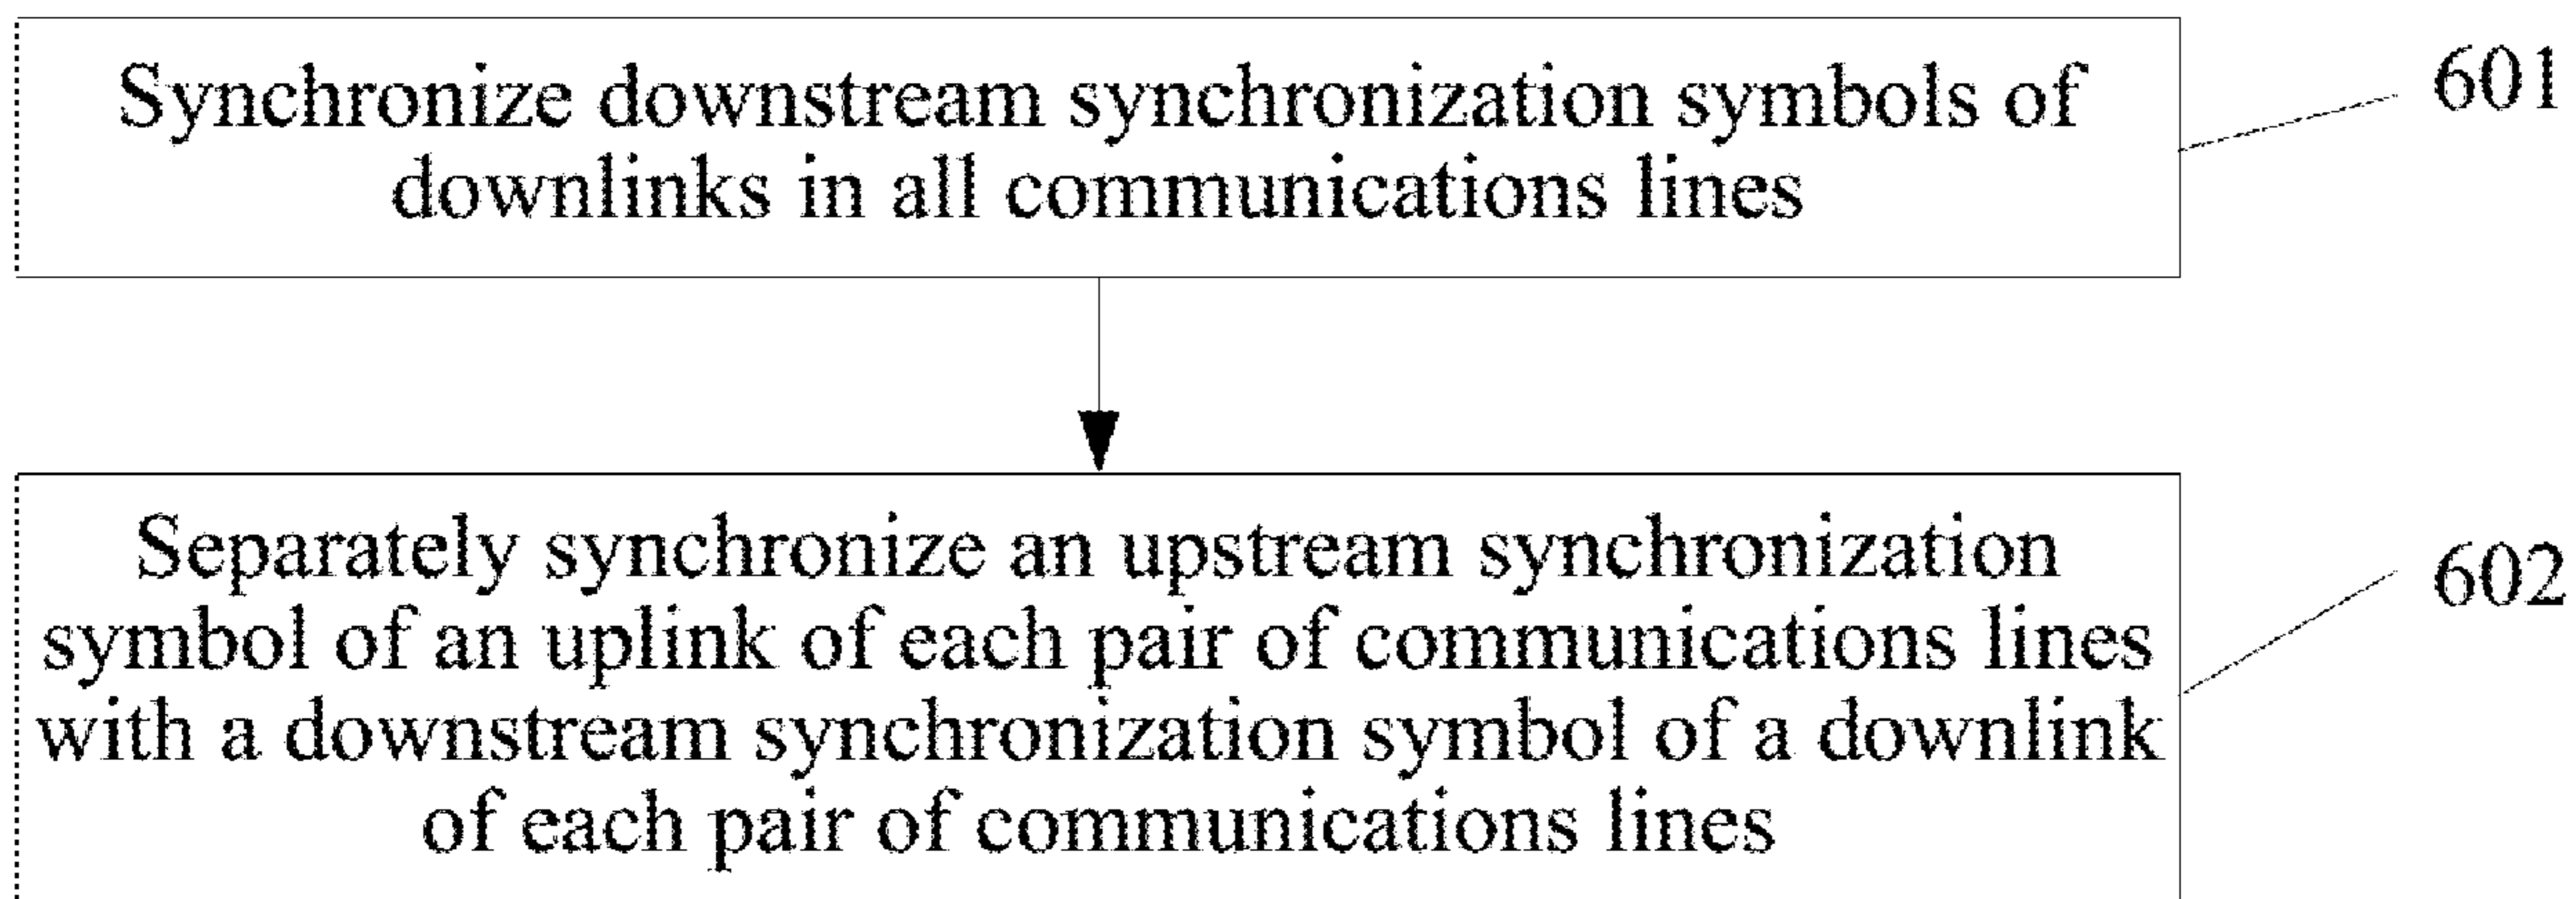 Synchronize downstream synchronization symbols of
downlinks in all communications lines
601
Separately synchronize an upstream synchronization
symbol of an uplink of each pair of communications lines
with a downstream synchronization symbol of a downlink
of each pair of communications lines
602